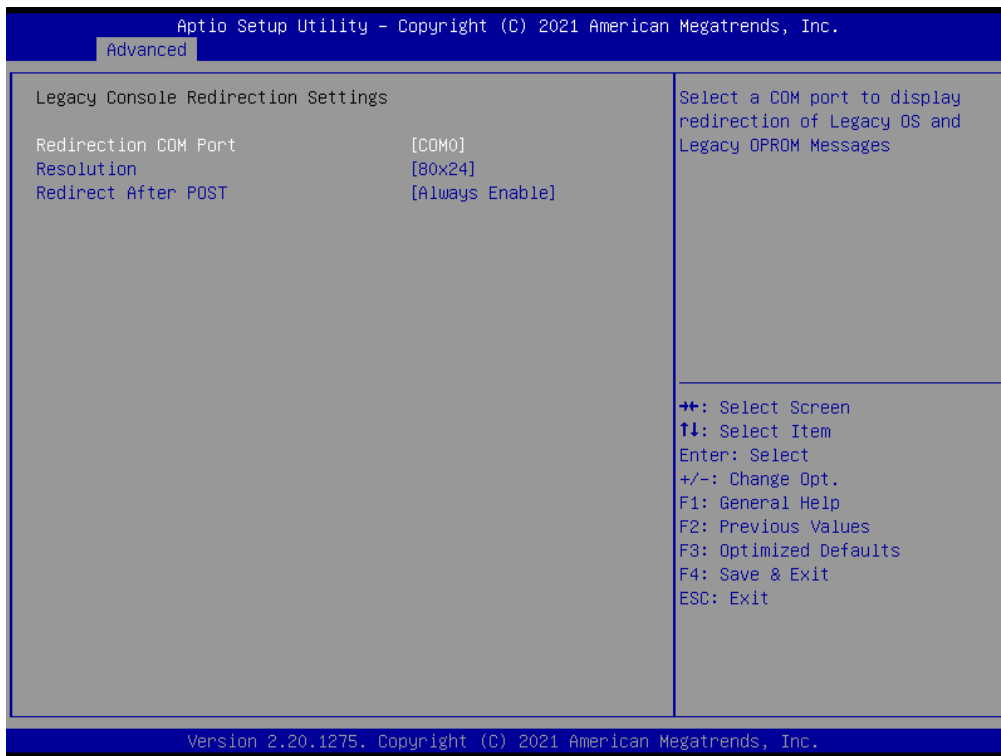 Aptio Setup Utility – Copyright (C) 2021 American Megatrends, Inc.
Advanced
Legacy Console Redirection Settings
Redirection COM Port [COM0]
Resolution [80x24]
Redirect After POST [Always Enable]
Select a COM port to display
redirection of Legacy OS and
Legacy OPROM Messages
→←: Select Screen
↑↓: Select Item
Enter: Select
+/-: Change Opt.
F1: General Help
F2: Previous Values
F3: Optimized Defaults
F4: Save & Exit
ESC: Exit
Version 2.20.1275. Copyright (C) 2021 American Megatrends, Inc.